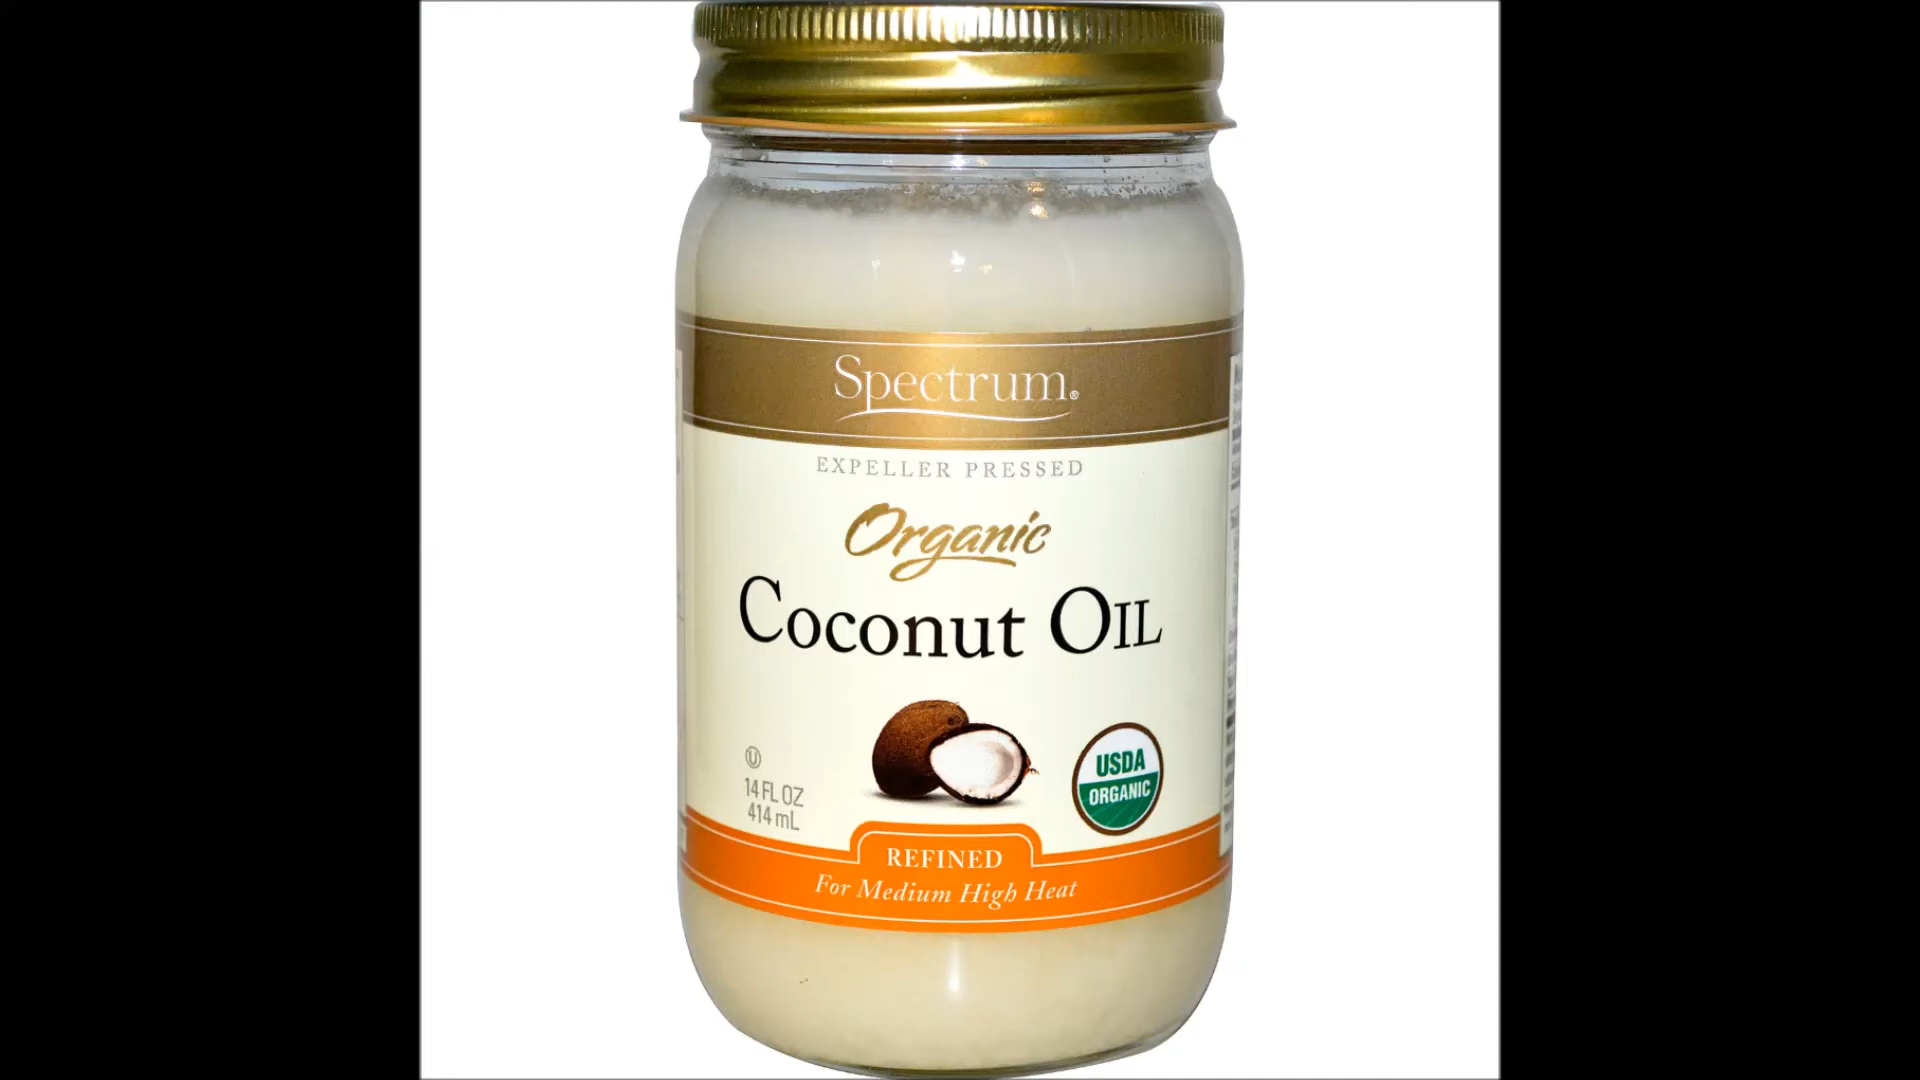 Spectrum®
EXPELLER PRESSED
Organic
Coconut OIL
U
14 FL OZ
414 mL
USDA
ORGANIC
REFINED
For Medium High Heat